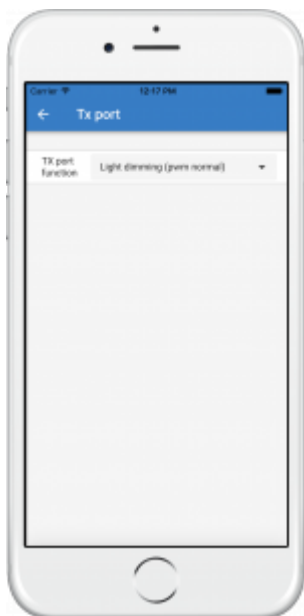 Carrier 12:17 PM
Tx port
TX port
function
Light dimming (pwm normal)